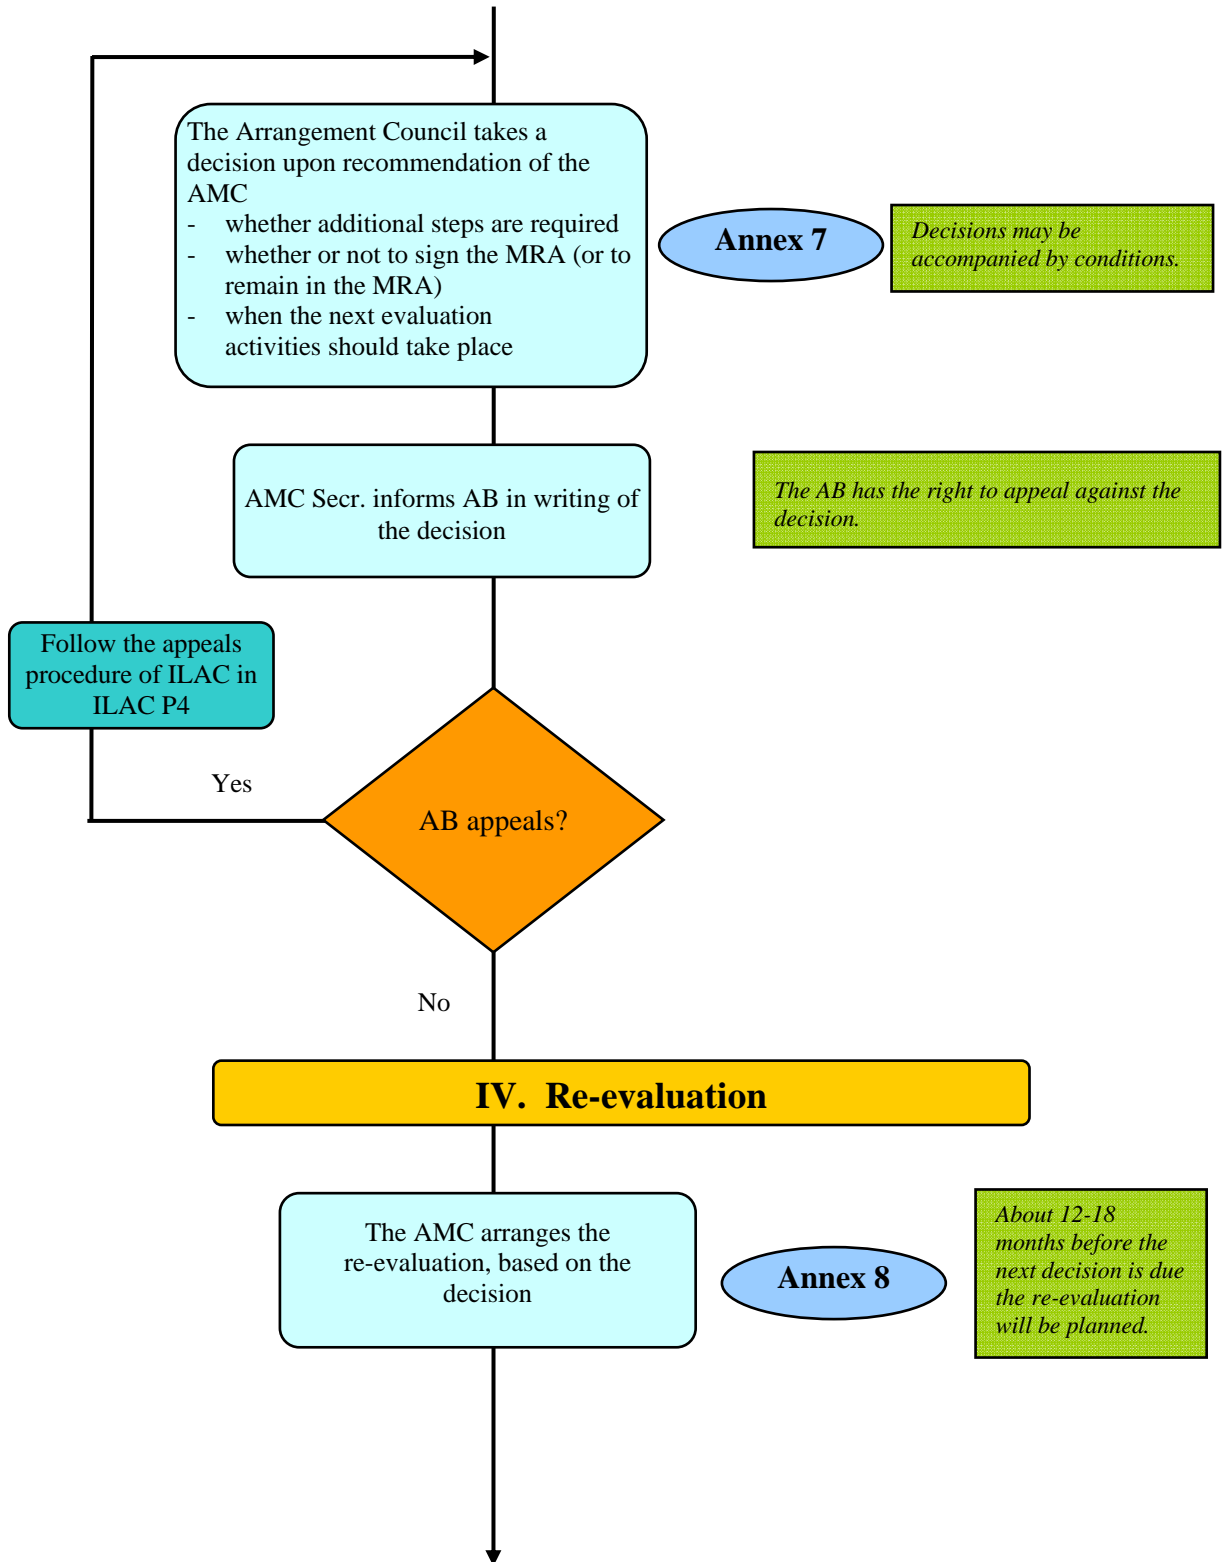 The Arrangement Council takes a
decision upon recommendation of the
AMC
- whether additional steps are required
- whether or not to sign the MRA (or to
remain in the MRA)
- when the next evaluation
activities should take place
Annex 7
Decisions may be
accompanied by conditions.
AMC Secr. informs AB in writing of
the decision
The AB has the right to appeal against the
decision.
Follow the appeals
procedure of ILAC in
ILAC P4
Yes
AB appeals?
No
IV. Re-evaluation
The AMC arranges the
re-evaluation, based on the
decision
Annex 8
About 12-18
months before the
next decision is due
the re-evaluation
will be planned.